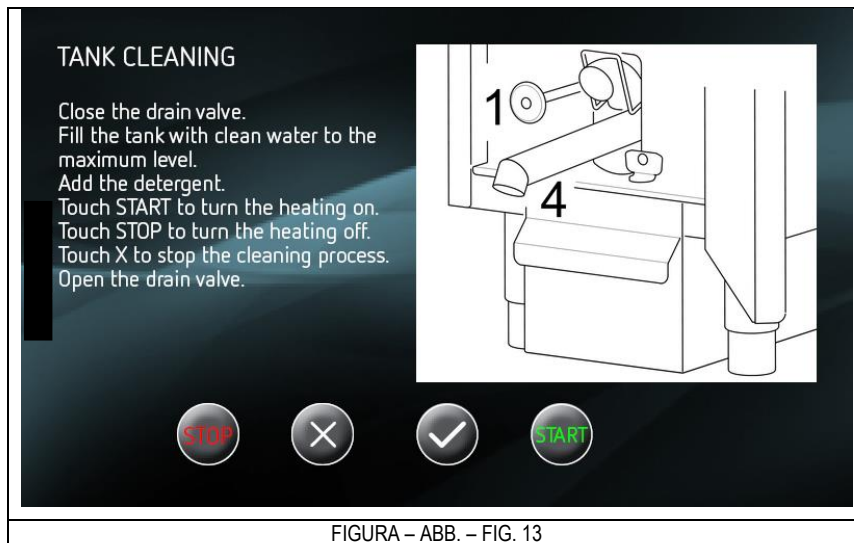 TANK CLEANING
Close the drain valve.
Fill the tank with clean water to the
maximum level.
Add the detergent.
Touch START to turn the heating on.
Touch STOP to turn the heating off.
Touch X to stop the cleaning process.
Open the drain valve.
1
4
STOP
START
FIGURA – ABB. – FIG. 13